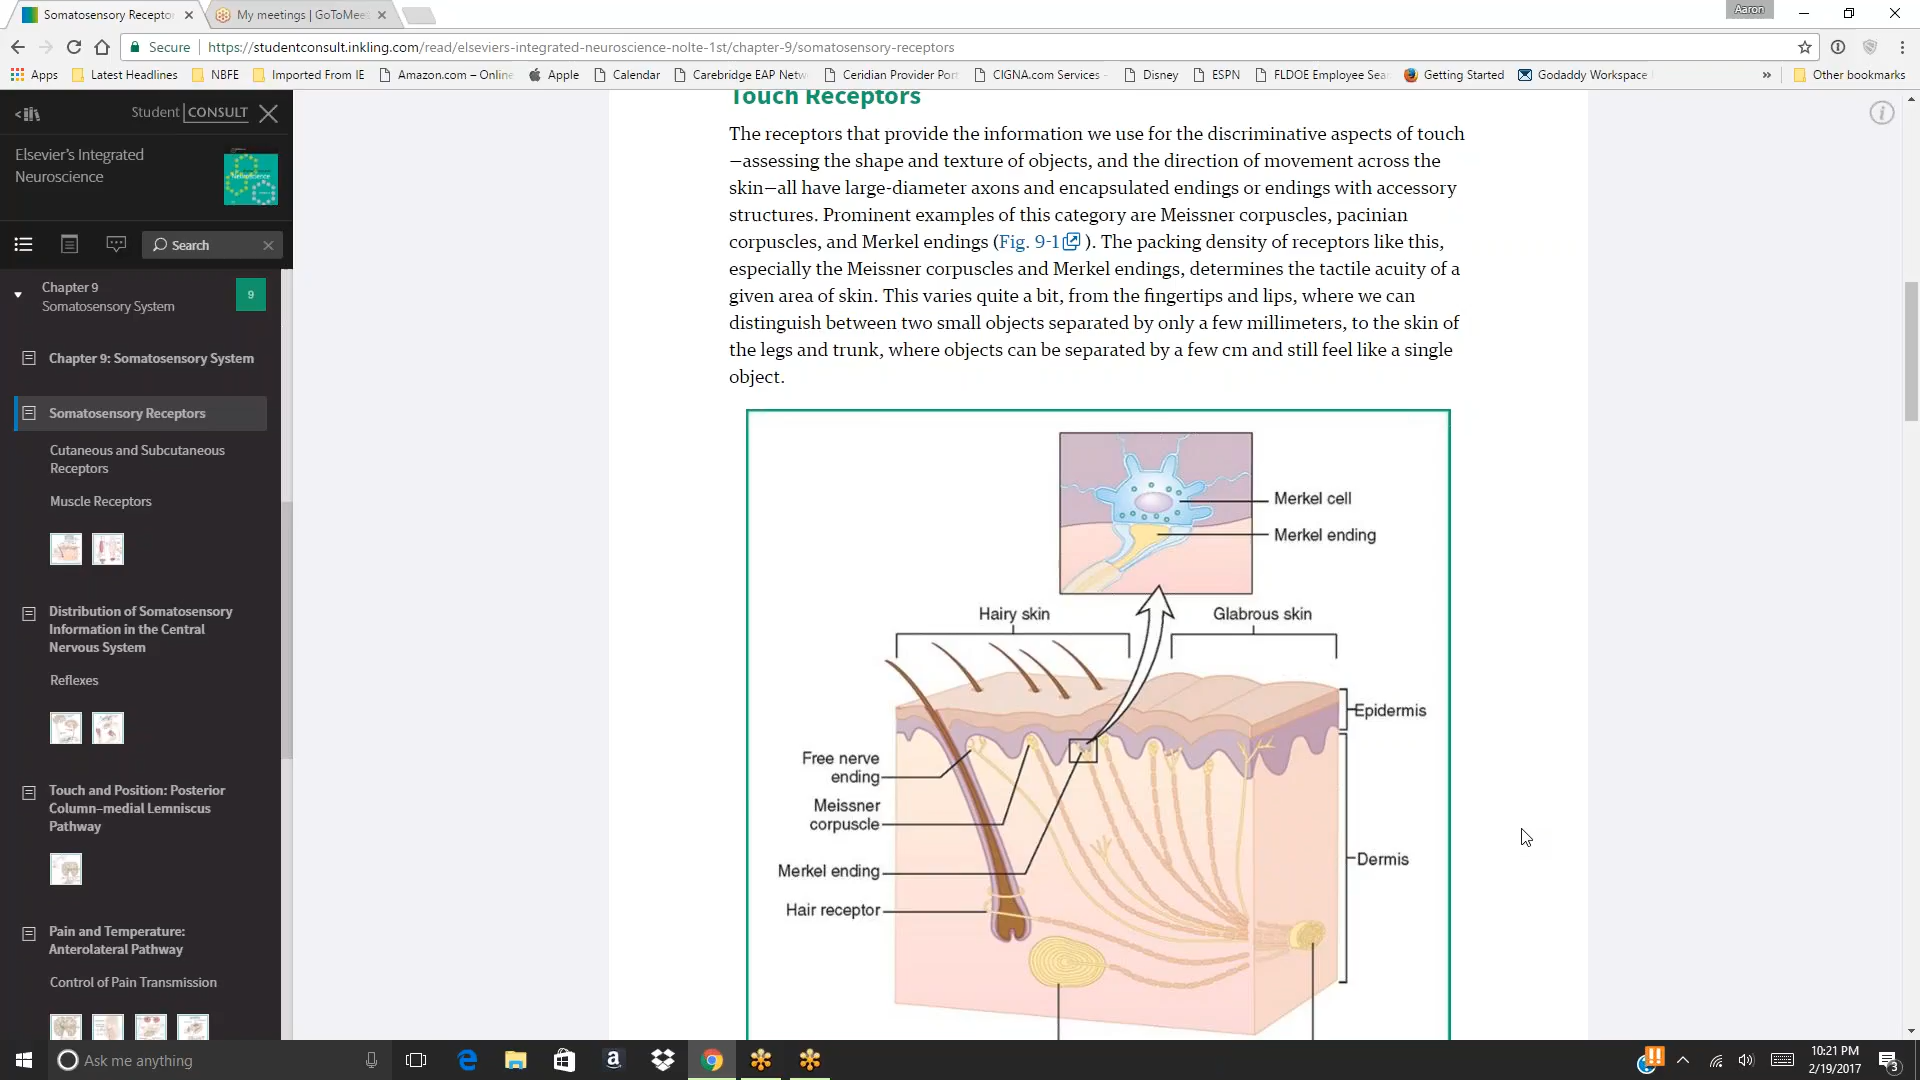 Somatosensory Recepto
My meetings | GoToMee
Aaron
Secure
https://studentconsult.inkling.com/read/elseviers-integrated-neuroscience-nolte-1st/chapter-9/somatosensory-receptors
Apps
Latest Headlines
NBFE
Imported From IE
Amazon.com – Online
Apple
Calendar
Carebridge EAP Netw
Ceridian Provider Por
CIGNA.com Services -
Disney
ESPN
FLDOE Employee Sea
Getting Started
Godaddy Workspace
»
Other bookmarks
Student CONSULT
Elsevier's Integrated
Neuroscience
Search
Chapter 9
Somatosensory System
9
Chapter 9: Somatosensory System
Somatosensory Receptors
Cutaneous and Subcutaneous
Receptors
Muscle Receptors
Distribution of Somatosensory
Information in the Central
Nervous System
Reflexes
Touch and Position: Posterior
Column–medial Lemniscus
Pathway
Pain and Temperature:
Anterolateral Pathway
Control of Pain Transmission
Touch Receptors
The receptors that provide the information we use for the discriminative aspects of touch
—assessing the shape and texture of objects, and the direction of movement across the
skin—all have large-diameter axons and encapsulated endings or endings with accessory
structures. Prominent examples of this category are Meissner corpuscles, pacinian
corpuscles, and Merkel endings (Fig. 9-1 ). The packing density of receptors like this,
especially the Meissner corpuscles and Merkel endings, determines the tactile acuity of a
given area of skin. This varies quite a bit, from the fingertips and lips, where we can
distinguish between two small objects separated by only a few millimeters, to the skin of
the legs and trunk, where objects can be separated by a few cm and still feel like a single
object.
Merkel cell
Merkel ending
Hairy skin
Glabrous skin
Epidermis
Free nerve
ending
Meissner
corpuscle
Merkel ending
Hair receptor
Dermis
Ask me anything
10:21 PM
2/19/2017
3